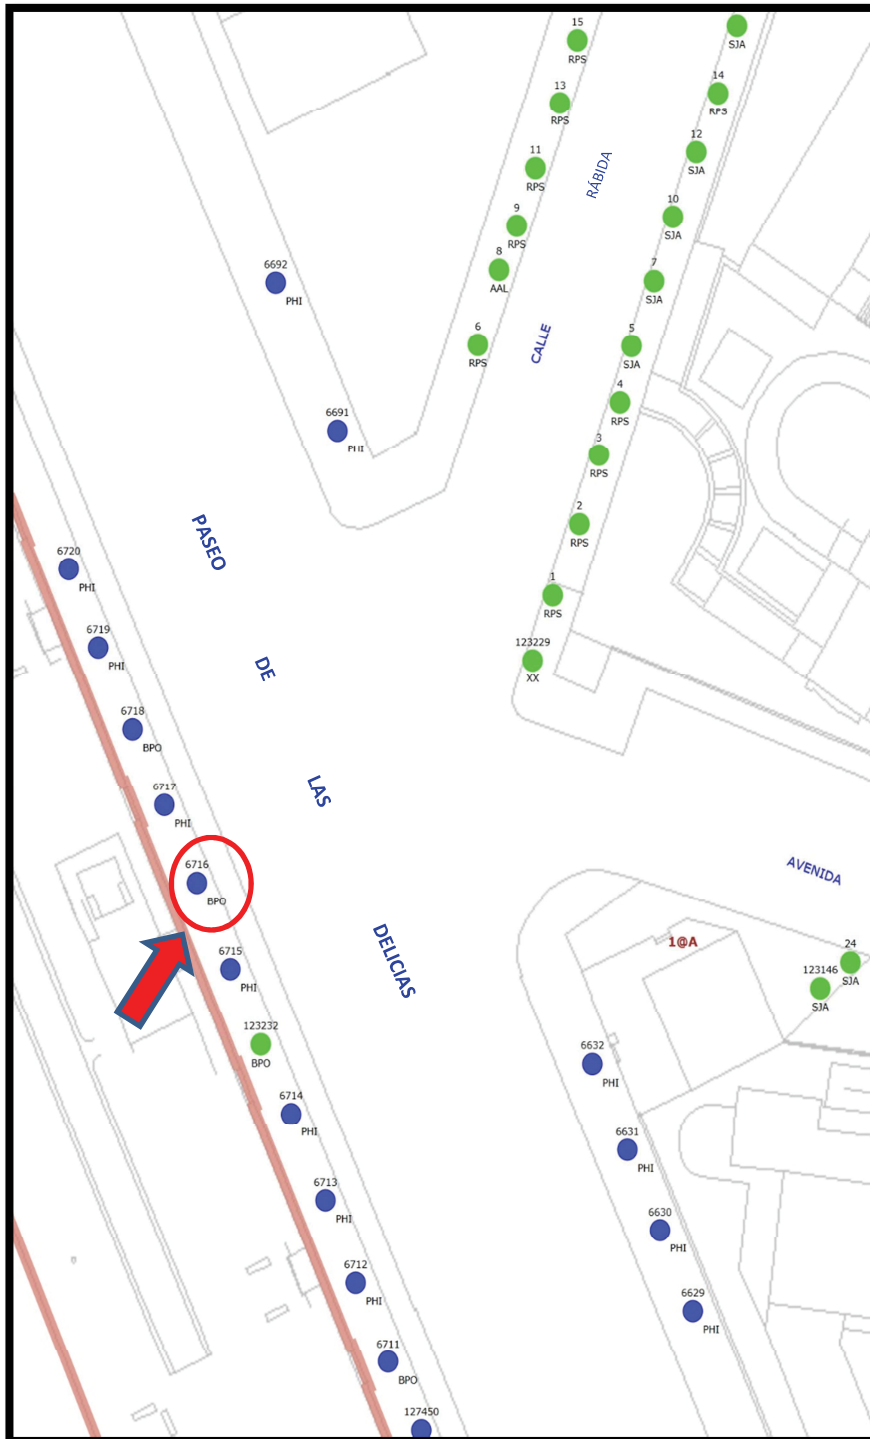 15
RPS
SJA
13
RPS
14
RPS
11
RPS
12
SJA
RÁBIDA
9
RPS
10
SJA
8
AAL
7
SJA
6692
PHI
6
RPS
CALLE
5
SJA
4
RPS
6691
PHI
3
RPS
2
RPS
PASEO
6720
PHI
1
RPS
6719
PHI
123229
XX
DE
6718
BPO
6717
PHI
LAS
6716
BPO
AVENIDA
DELICIAS
6715
PHI
1@A
24
SJA
123146
SJA
123232
BPO
6632
PHI
6714
PHI
6631
PHI
6713
PHI
6630
PHI
6712
PHI
6629
PHI
6711
BPO
127450